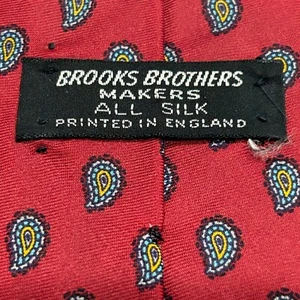 BROOKS BROTHERS
MAKERS
ALL SILK
PRINTED IN ENGLAND